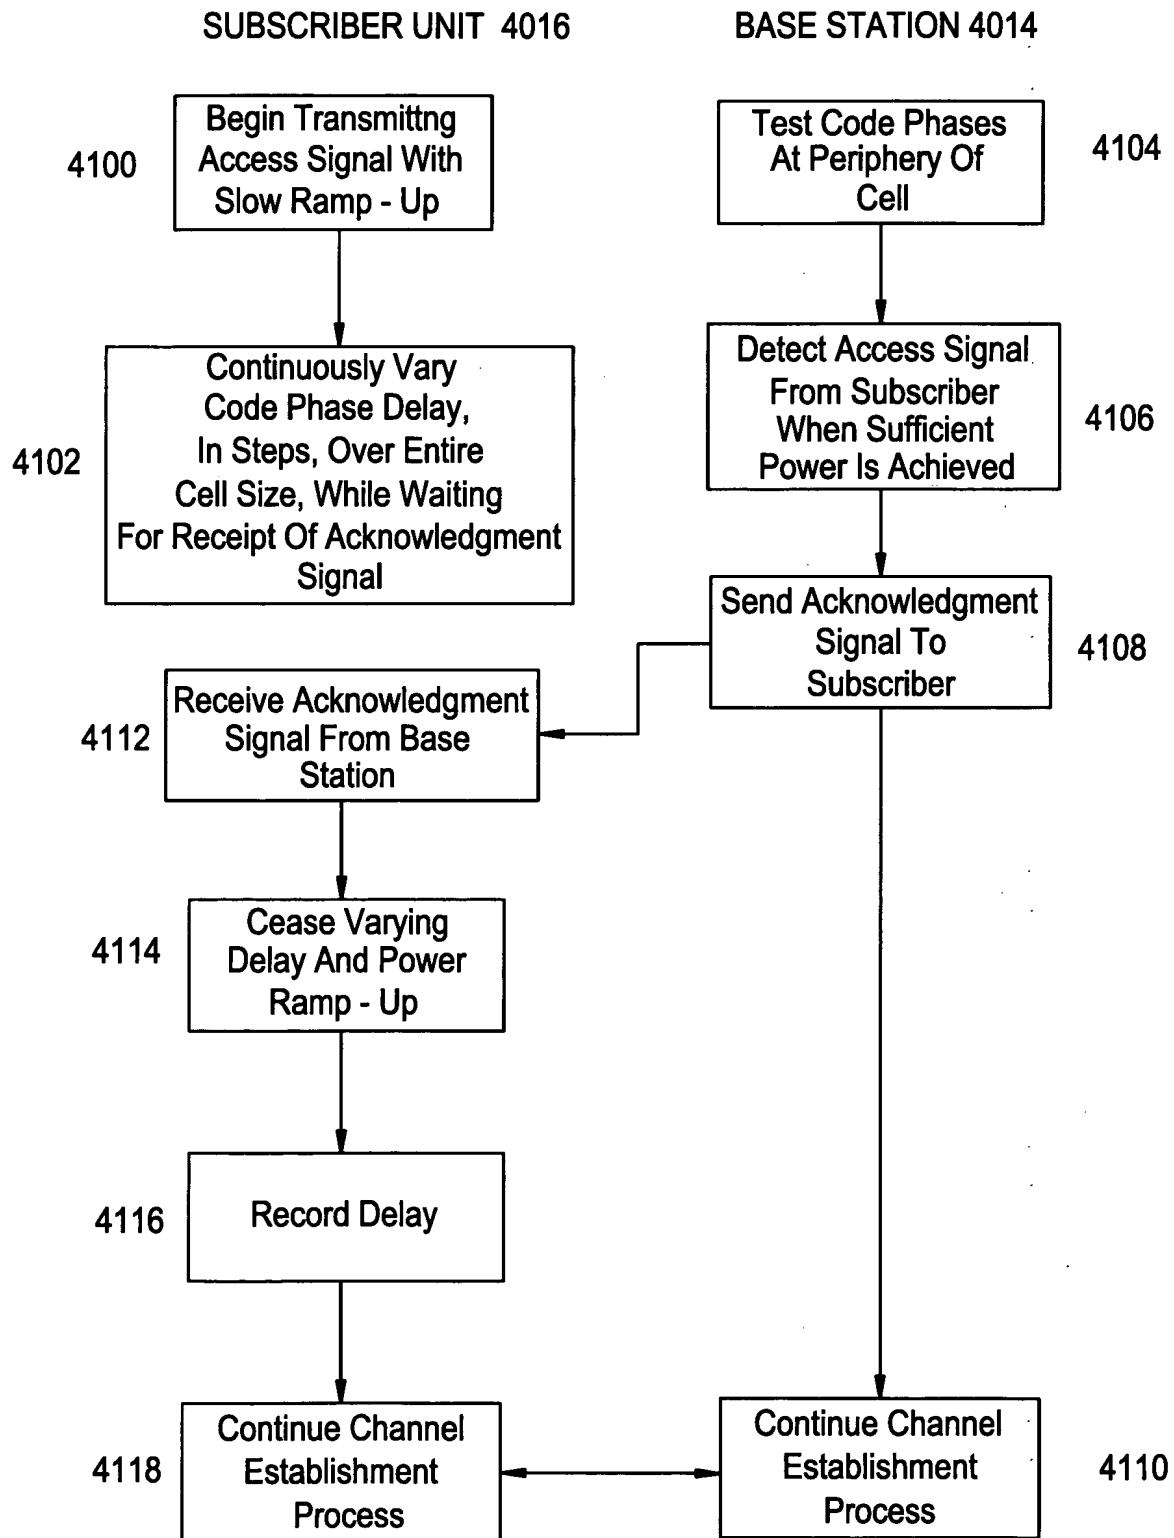 SUBSCRIBER UNIT 4016
BASE STATION 4014
4100
Begin Transmittng
Access Signal With
Slow Ramp - Up
Test Code Phases
At Periphery Of
Cell
4104
4102
Continuously Vary
Code Phase Delay,
In Steps, Over Entire
Cell Size, While Waiting
For Receipt Of Acknowledgment
Signal
Detect Access Signal
From Subscriber
When Sufficient
Power Is Achieved
4106
Send Acknowledgment
Signal To
Subscriber
4108
4112
Receive Acknowledgment
Signal From Base
Station
4114
Cease Varying
Delay And Power
Ramp - Up
4116
Record Delay
4118
Continue Channel
Establishment
Process
Continue Channel
Establishment
Process
4110